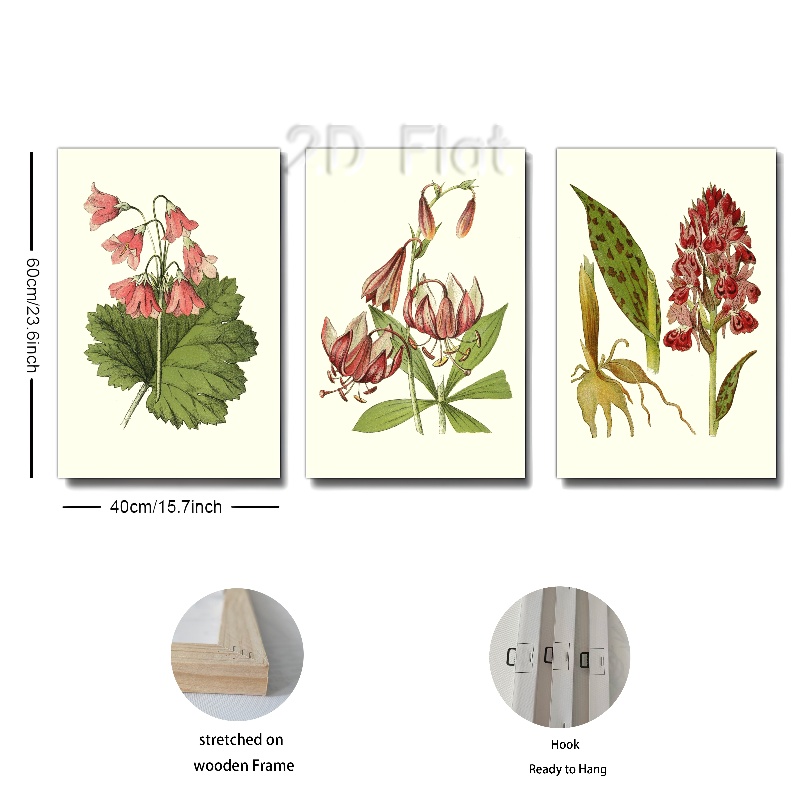 2D Flat
60cm/23.6inch
40cm/15.7inch
stretched on
wooden Frame
Hook
Ready to Hang